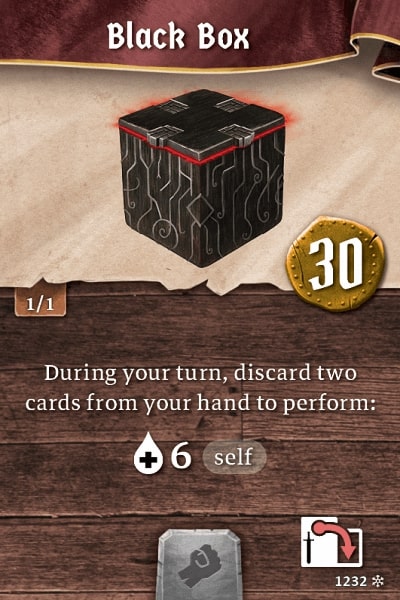 Black Box
30
1/1
During your turn, discard two
cards from your hand to perform:
6 self
1232